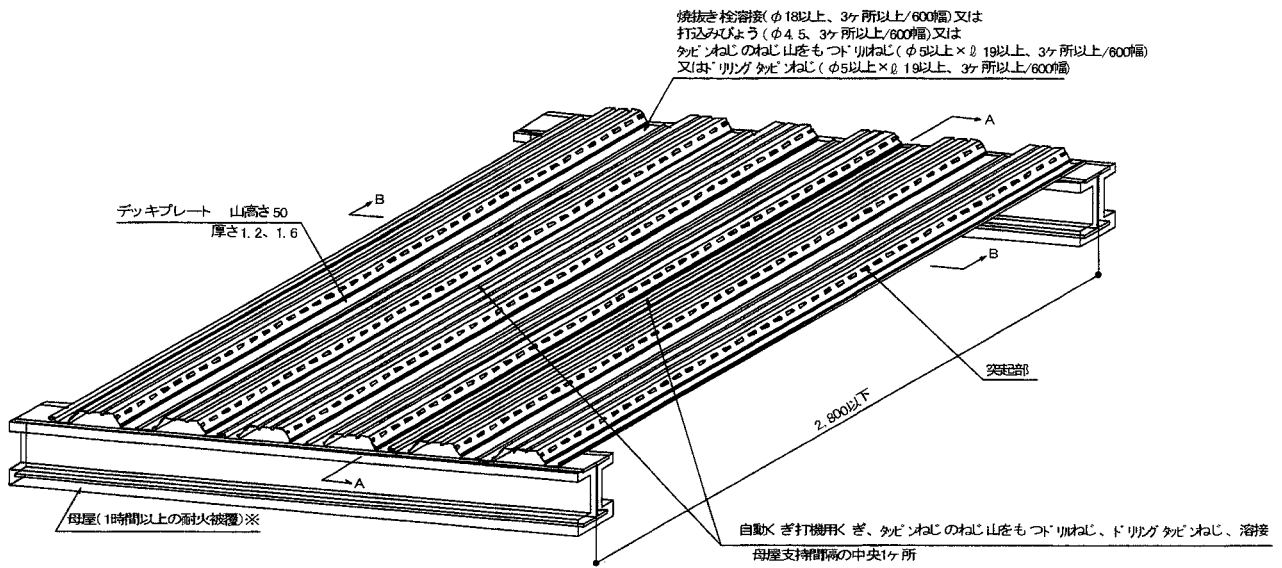 焼抜き栓溶接(φ18以上、3ヶ所以上/600幅)又は
打込みびょう(φ4.5、3ヶ所以上/600幅)又は
タッピンねじのねじ山をもつドリルねじ(φ5以上×ℓ19以上、3ヶ所以上/600幅)
又はドリリングタッピンねじ(φ5以上×ℓ19以上、3ヶ所以上/600幅)
A
B
デッキプレート 山高さ50
厚さ1.2、1.6
B
突起部
2,800以下
A
母屋(1時間以上の耐火被覆)※
自動くぎ打機用くぎ、タッピンねじのねじ山をもつドリルねじ、ドリリングタッピンねじ、溶接
母屋支持間隔の中央1ヶ所